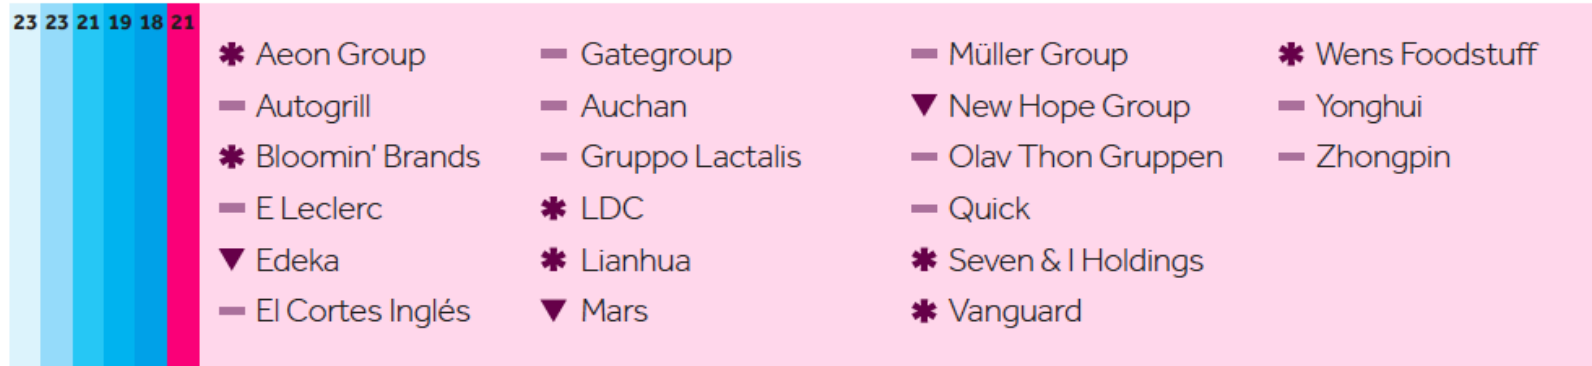 23 23 21 19 18 21
Aeon Group
Autogrill
Bloomin' Brands
E Leclerc
Edeka
El Cortes Inglés
Gategroup
Auchan
Gruppo Lactalis
LDC
Lianhua
Mars
Müller Group
New Hope Group
Olav Thon Gruppen
Quick
Seven & I Holdings
Vanguard
Wens Foodstuff
Yonghui
Zhongpin